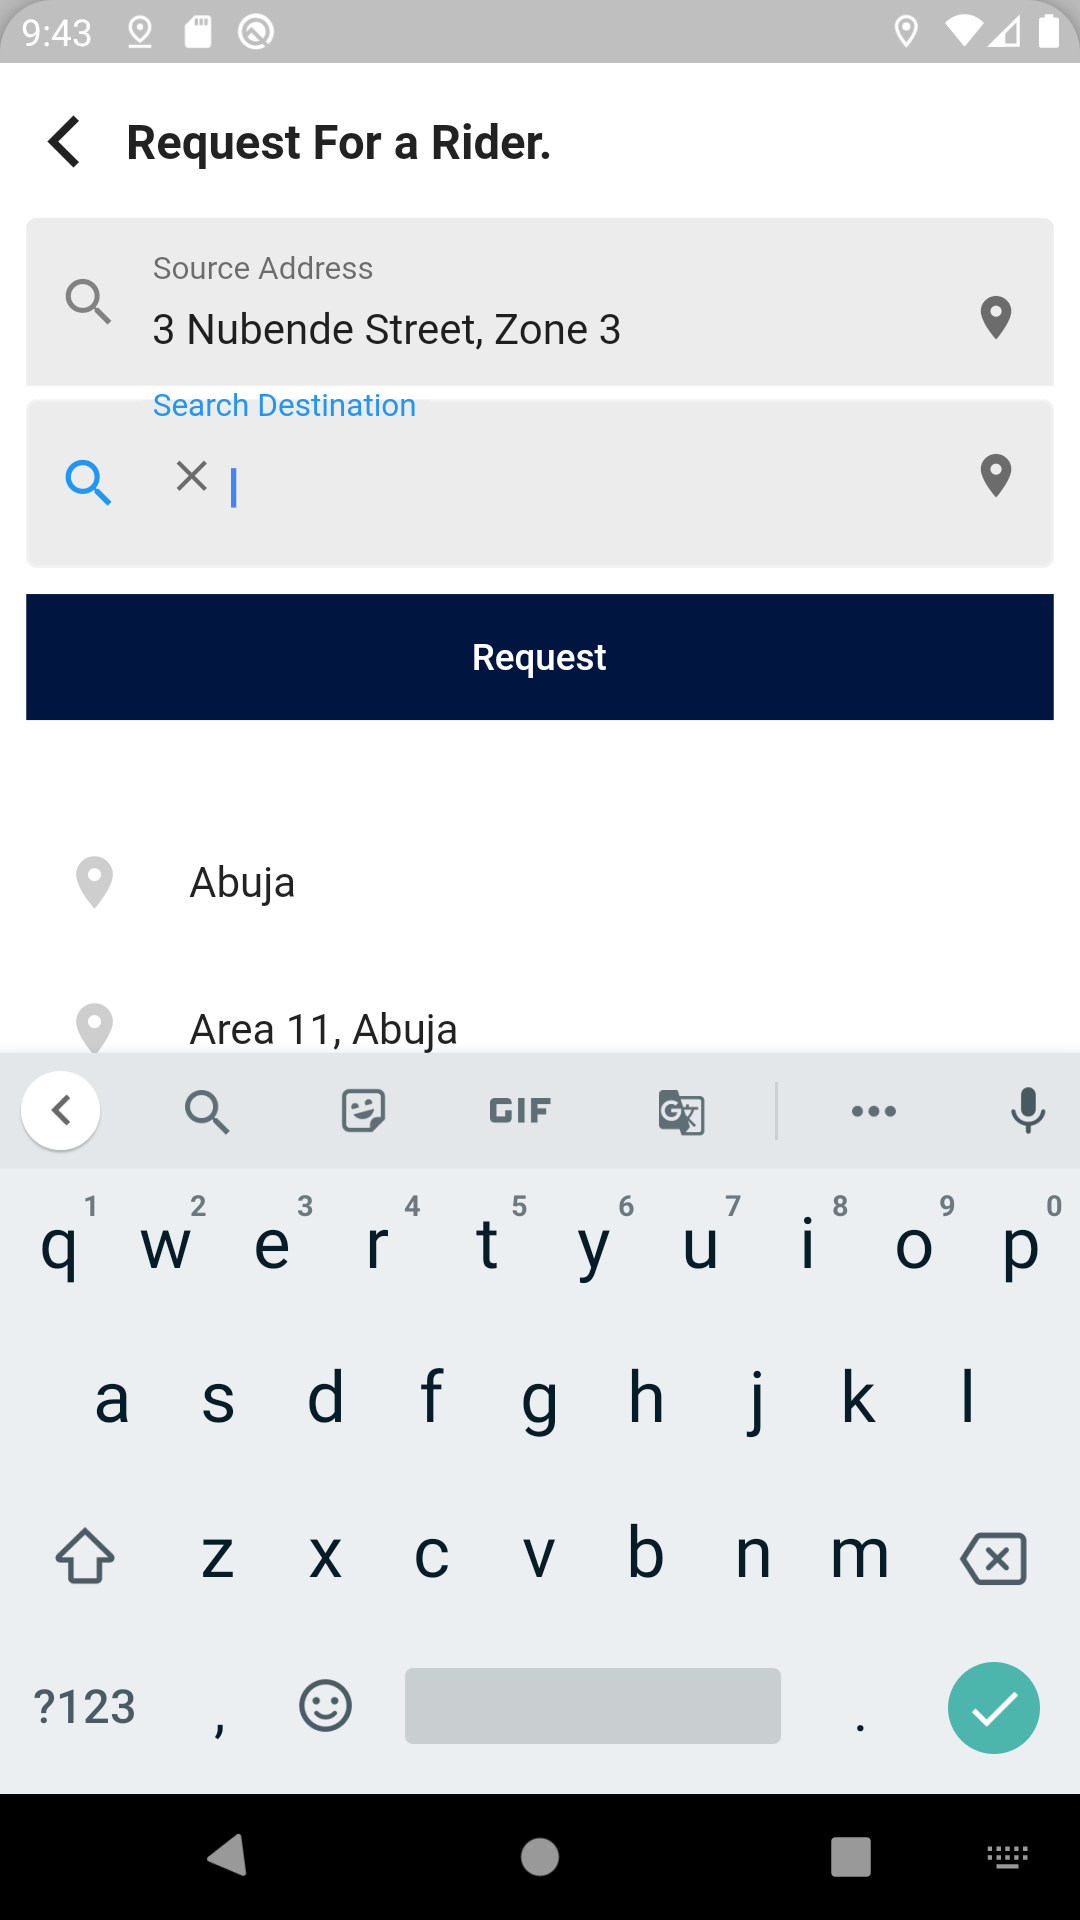 9:43
Request For a Rider.
Source Address
3 Nubende Street, Zone 3
Search Destination
Request
Abuja
Area 11, Abuja
GIF
1 2 3 4 5 6 7 8 9 0
q w e r t y u i o p
a s d f g h j k l
z x c v b n m
?123 , .